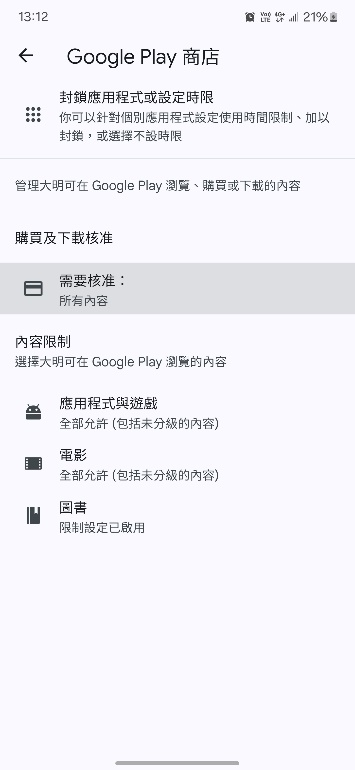 13:12 VoD LTE 4G+ 21%
Google Play 商店
封鎖應用程式或設定時限
你可以針對個別應用程式設定使用時間限制、加以
封鎖，或選擇不設時限
管理大明可在 Google Play 瀏覽、購買或下載的內容
購買及下載核准
需要核准：
所有內容
內容限制
選擇大明可在 Google Play 瀏覽的內容
應用程式與遊戲
全部允許 (包括未分級的內容)
電影
全部允許 (包括未分級的內容)
圖書
限制設定已啟用